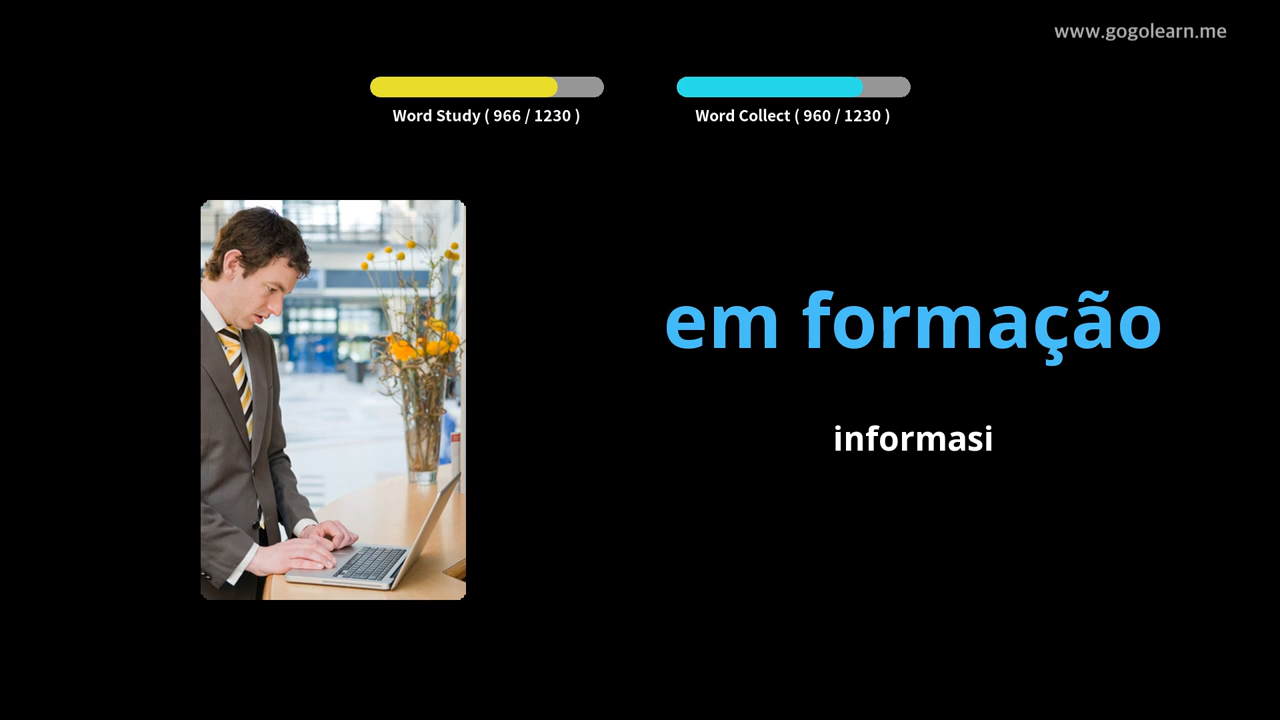 www.gogolearn.me
Word Study ( 966 / 1230 )
Word Collect ( 960 / 1230 )
em formação
informasi